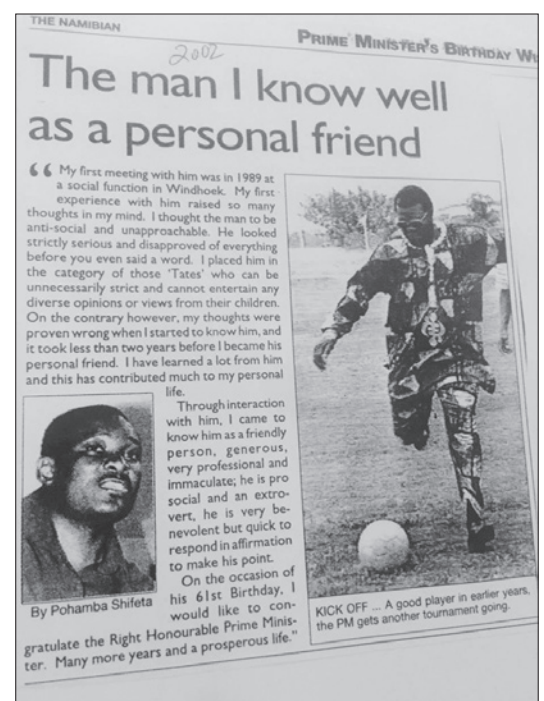 THE NAMIBIAN
PRIME MINISTER'S BIRTHDAY
2002
The man I know well
as a personal friend
“ My first meeting with him was in 1989 at
a social function in Windhoek. My first
experience with him raised so many
thoughts in my mind. I thought the man to be
anti-social and unapproachable. He looked
strictly serious and disapproved of everything
before you even said a word. I placed him in
the category of those 'Tates' who can be
unnecessarily strict and cannot entertain any
diverse opinions or views from their children.
On the contrary however, my thoughts were
proven wrong when I started to know him, and
it took less than two years before I became his
personal friend. I have learned a lot from him
and this has contributed much to my personal
life.
Through interaction
with him, I came to
know him as a friendly
person, generous,
very professional and
immaculate; he is pro
social and an extro-
vert, he is very be-
nevolent but quick to
respond in affirmation
to make his point.
On the occasion of
his 61st Birthday, I
would like to con-
gratulate the Right Honourable Prime Minis-
ter. Many more years and a prosperous life."
By Pohamba Shifeta
KICK OFF ... A good player in earlier years,
the PM gets another tournament going.